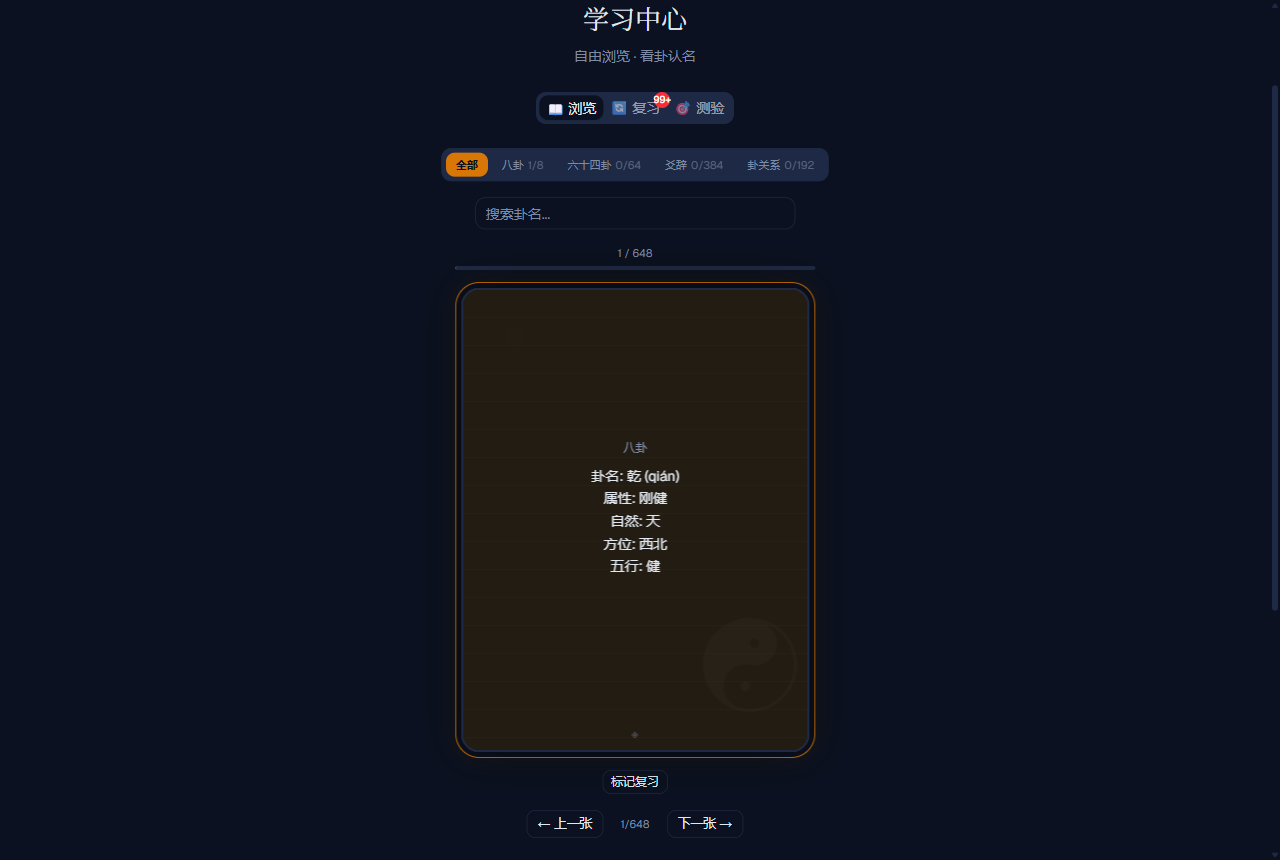 学习中心
自由浏览 · 看卦认名
浏览 复习 99+ 测验
全部 八卦 1/8 六十四卦 0/64 爻辞 0/384 卦关系 0/192
搜索卦名...
1 / 648
八卦
卦名: 乾 (qián)
属性: 刚健
自然: 天
方位: 西北
五行: 健
标记复习
← 上一张 1/648 下一张 →